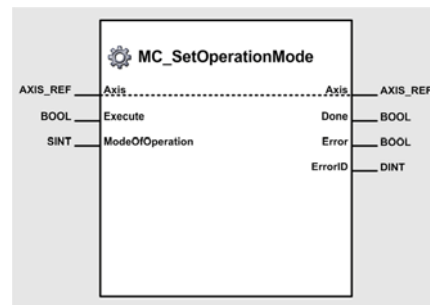 MC_SetOperationMode
AXIS_REF Axis Axis AXIS_REF
BOOL Execute Done BOOL
SINT ModeOfOperation Error BOOL
ErrorID DINT